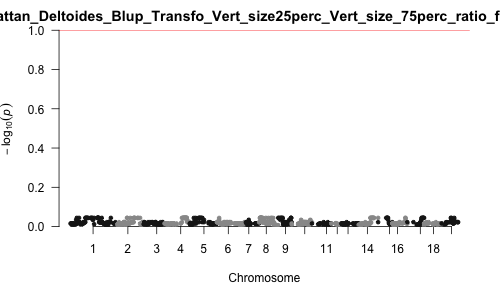 attan_Deltoides_Blup_Transfo_Vert_size25perc_Vert_size_75perc_ratio_f
1.0
0.8
0.6
0.4
0.2
0.0
− log10(p)
1 2 3 4 5 6 7 8 9 11 14 16 18
Chromosome